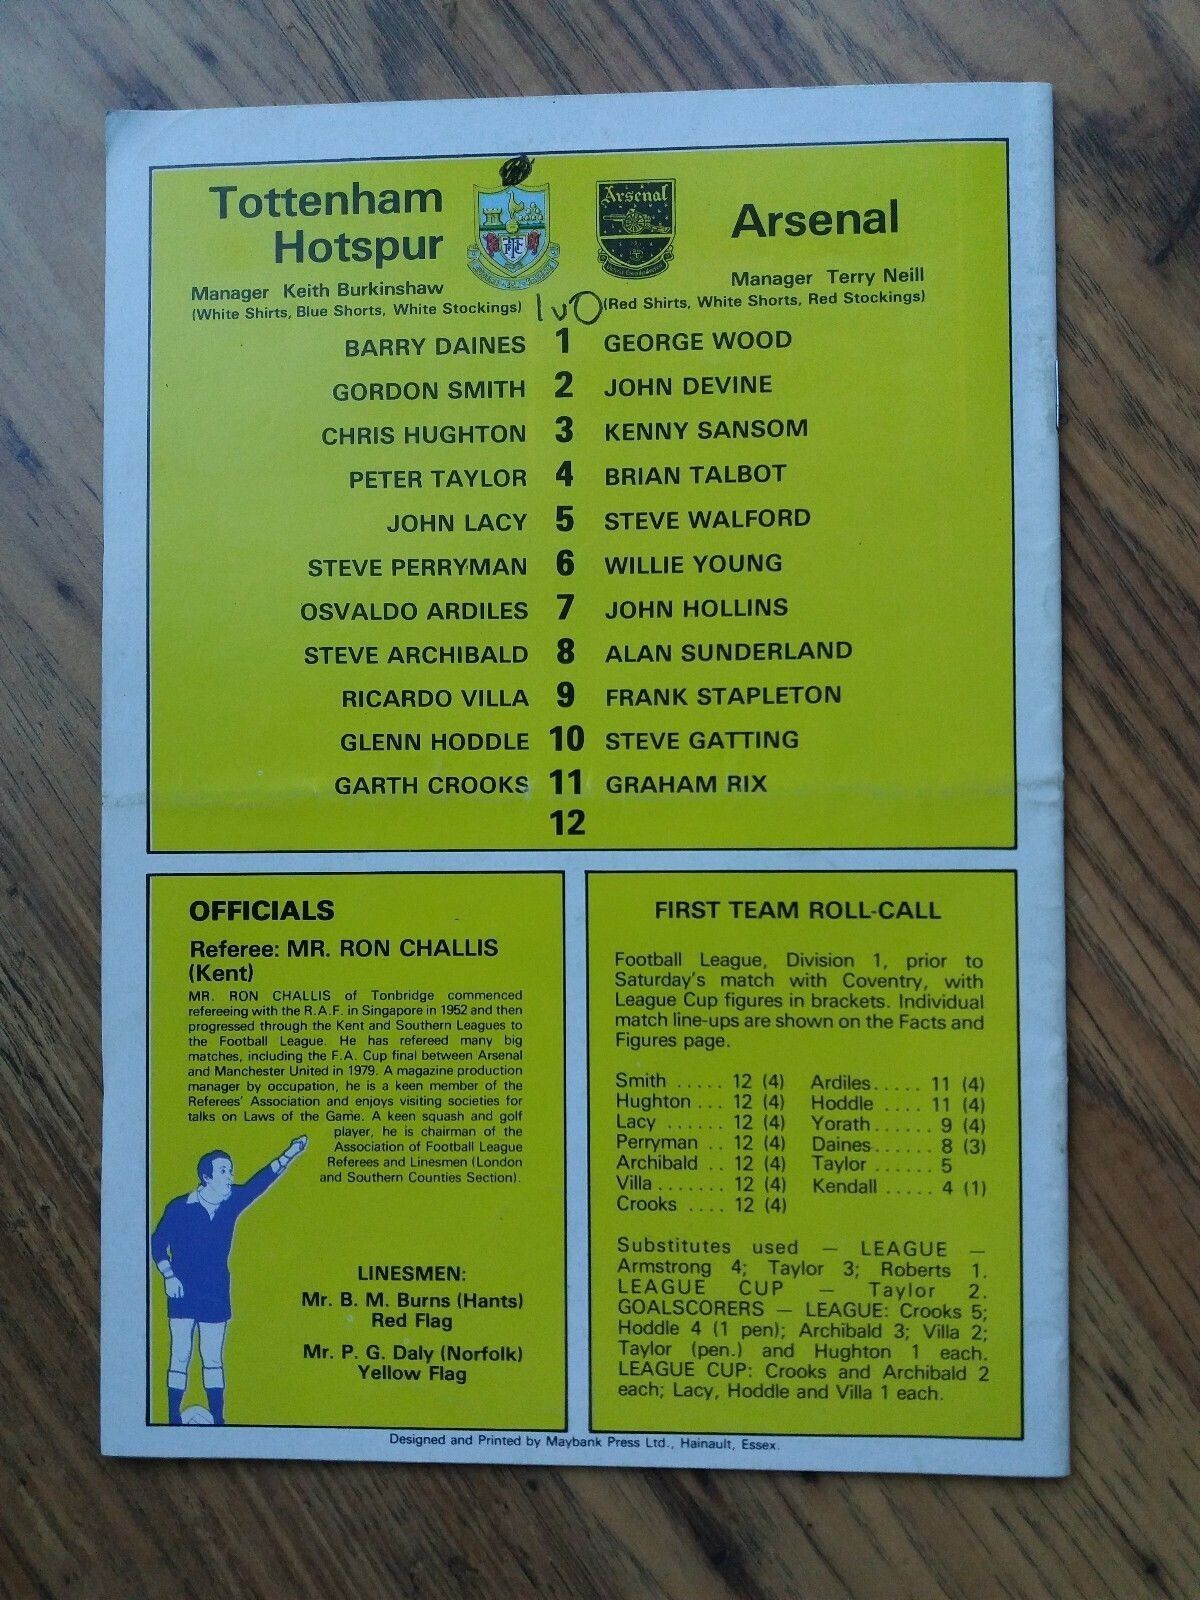 Tottenham
Hotspur
Manager Keith Burkinshaw
(White Shirts, Blue Shorts, White Stockings)
Arsenal
Arsenal
Manager Terry Neill
(Red Shirts, White Shorts, Red Stockings)
1 v 0
BARRY DAINES 1 GEORGE WOOD
GORDON SMITH 2 JOHN DEVINE
CHRIS HUGHTON 3 KENNY SANSOM
PETER TAYLOR 4 BRIAN TALBOT
JOHN LACY 5 STEVE WALFORD
STEVE PERRYMAN 6 WILLIE YOUNG
OSVALDO ARDILES 7 JOHN HOLLINS
STEVE ARCHIBALD 8 ALAN SUNDERLAND
RICARDO VILLA 9 FRANK STAPLETON
GLENN HODDLE 10 STEVE GATTING
GARTH CROOKS 11 GRAHAM RIX
12
OFFICIALS
Referee: MR. RON CHALLIS
(Kent)
MR. RON CHALLIS of Tonbridge commenced
refereeing with the R.A.F. in Singapore in 1952 and then
progressed through the Kent and Southern Leagues to
the Football League. He has refereed many big
matches, including the F.A. Cup final between Arsenal
and Manchester United in 1979. A magazine production
manager by occupation, he is a keen member of the
Referees' Association and enjoys visiting societies for
talks on Laws of the Game. A keen squash and golf
player, he is chairman of the
Association of Football League
Referees and Linesmen (London
and Southern Counties Section).
LINESMEN:
Mr. B. M. Burns (Hants)
Red Flag
Mr. P. G. Daly (Norfolk)
Yellow Flag
FIRST TEAM ROLL-CALL
Football League, Division 1, prior to
Saturday's match with Coventry, with
League Cup figures in brackets. Individual
match line-ups are shown on the Facts and
Figures page.
Smith ..... 12 (4) Ardiles ..... 11 (4)
Hughton ... 12 (4) Hoddle .... 11 (4)
Lacy ...... 12 (4) Yorath ...... 9 (4)
Perryman .. 12 (4) Daines ...... 8 (3)
Archibald .. 12 (4) Taylor ...... 5
Villa ....... 12 (4) Kendall ..... 4 (1)
Crooks .... 12 (4)
Substitutes used — LEAGUE —
Armstrong 4; Taylor 3; Roberts 1.
LEAGUE CUP — Taylor 2.
GOALSCORERS — LEAGUE: Crooks 5;
Hoddle 4 (1 pen); Archibald 3; Villa 2;
Taylor (pen.) and Hughton 1 each.
LEAGUE CUP: Crooks and Archibald 2
each; Lacy, Hoddle and Villa 1 each.
Designed and Printed by Maybank Press Ltd., Hainault, Essex.